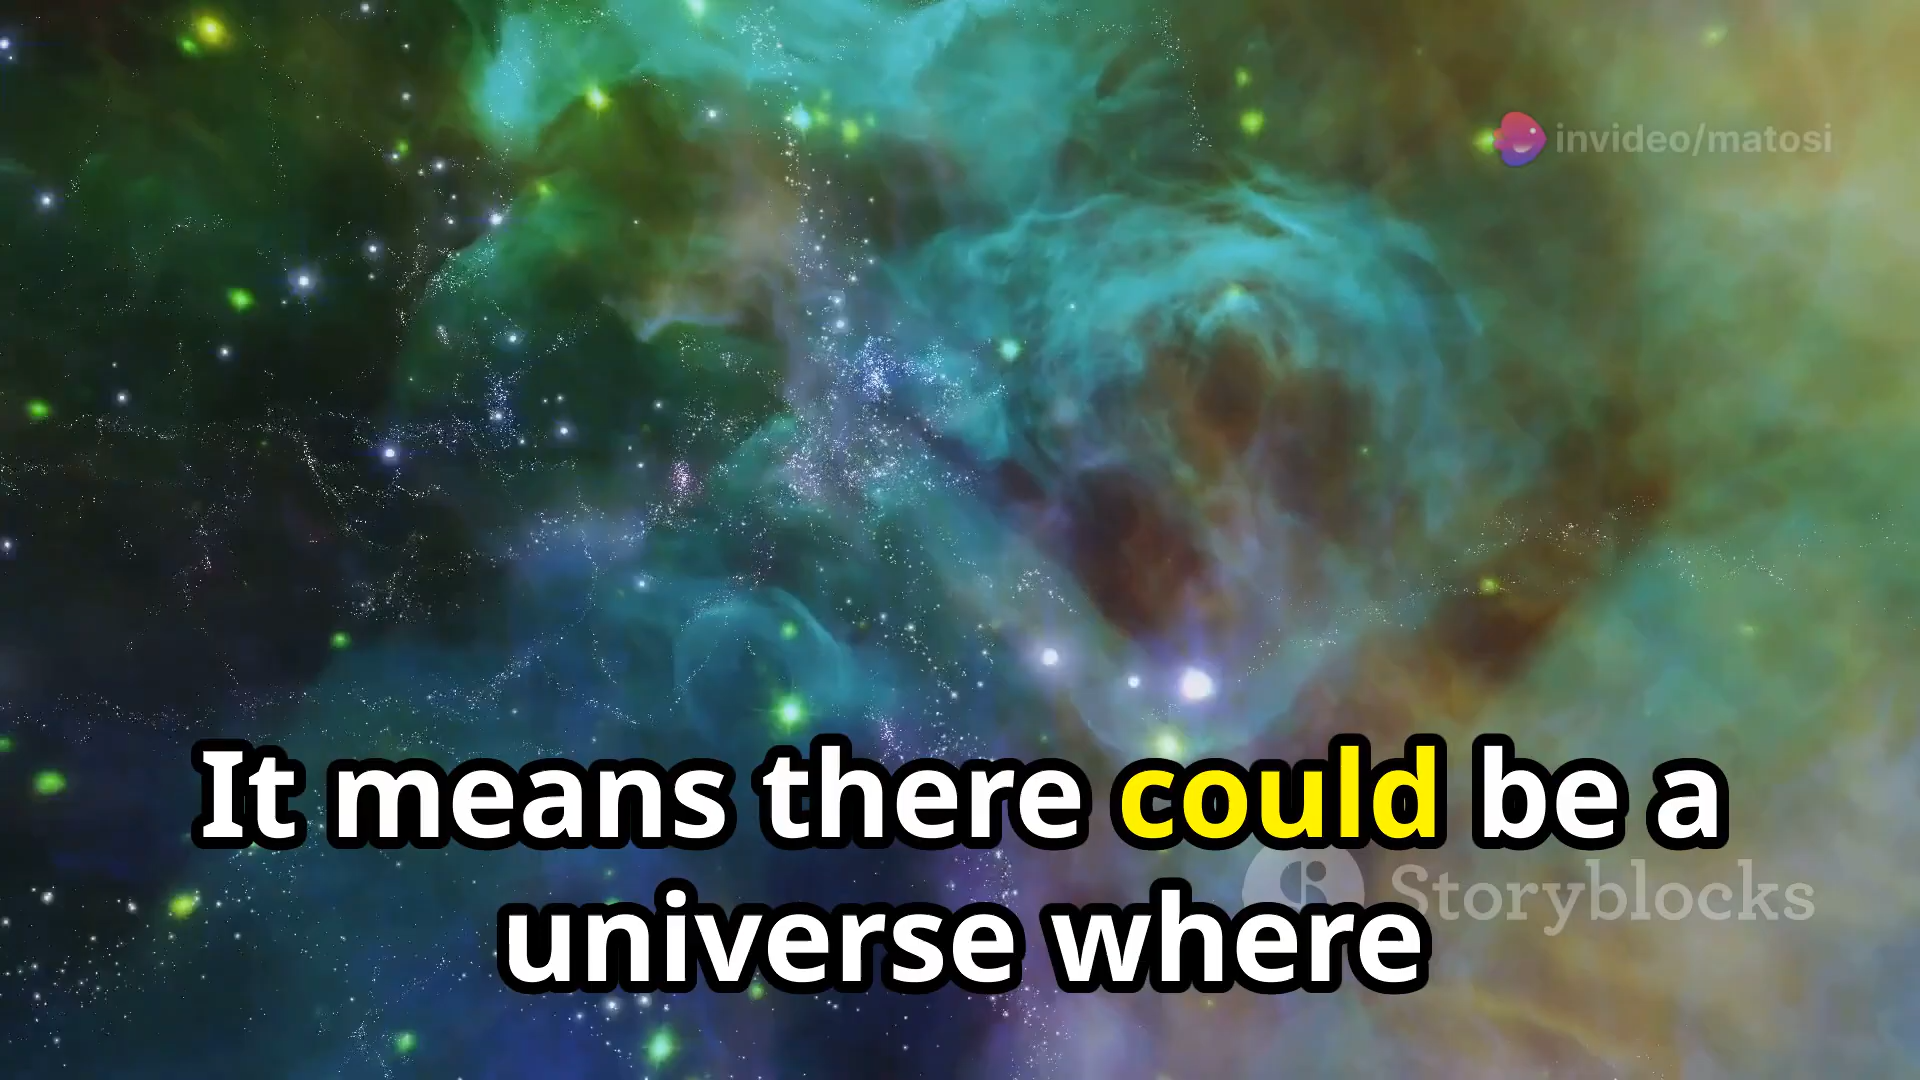 invideo/matosi
It means there could be a
Storyblocks
universe where